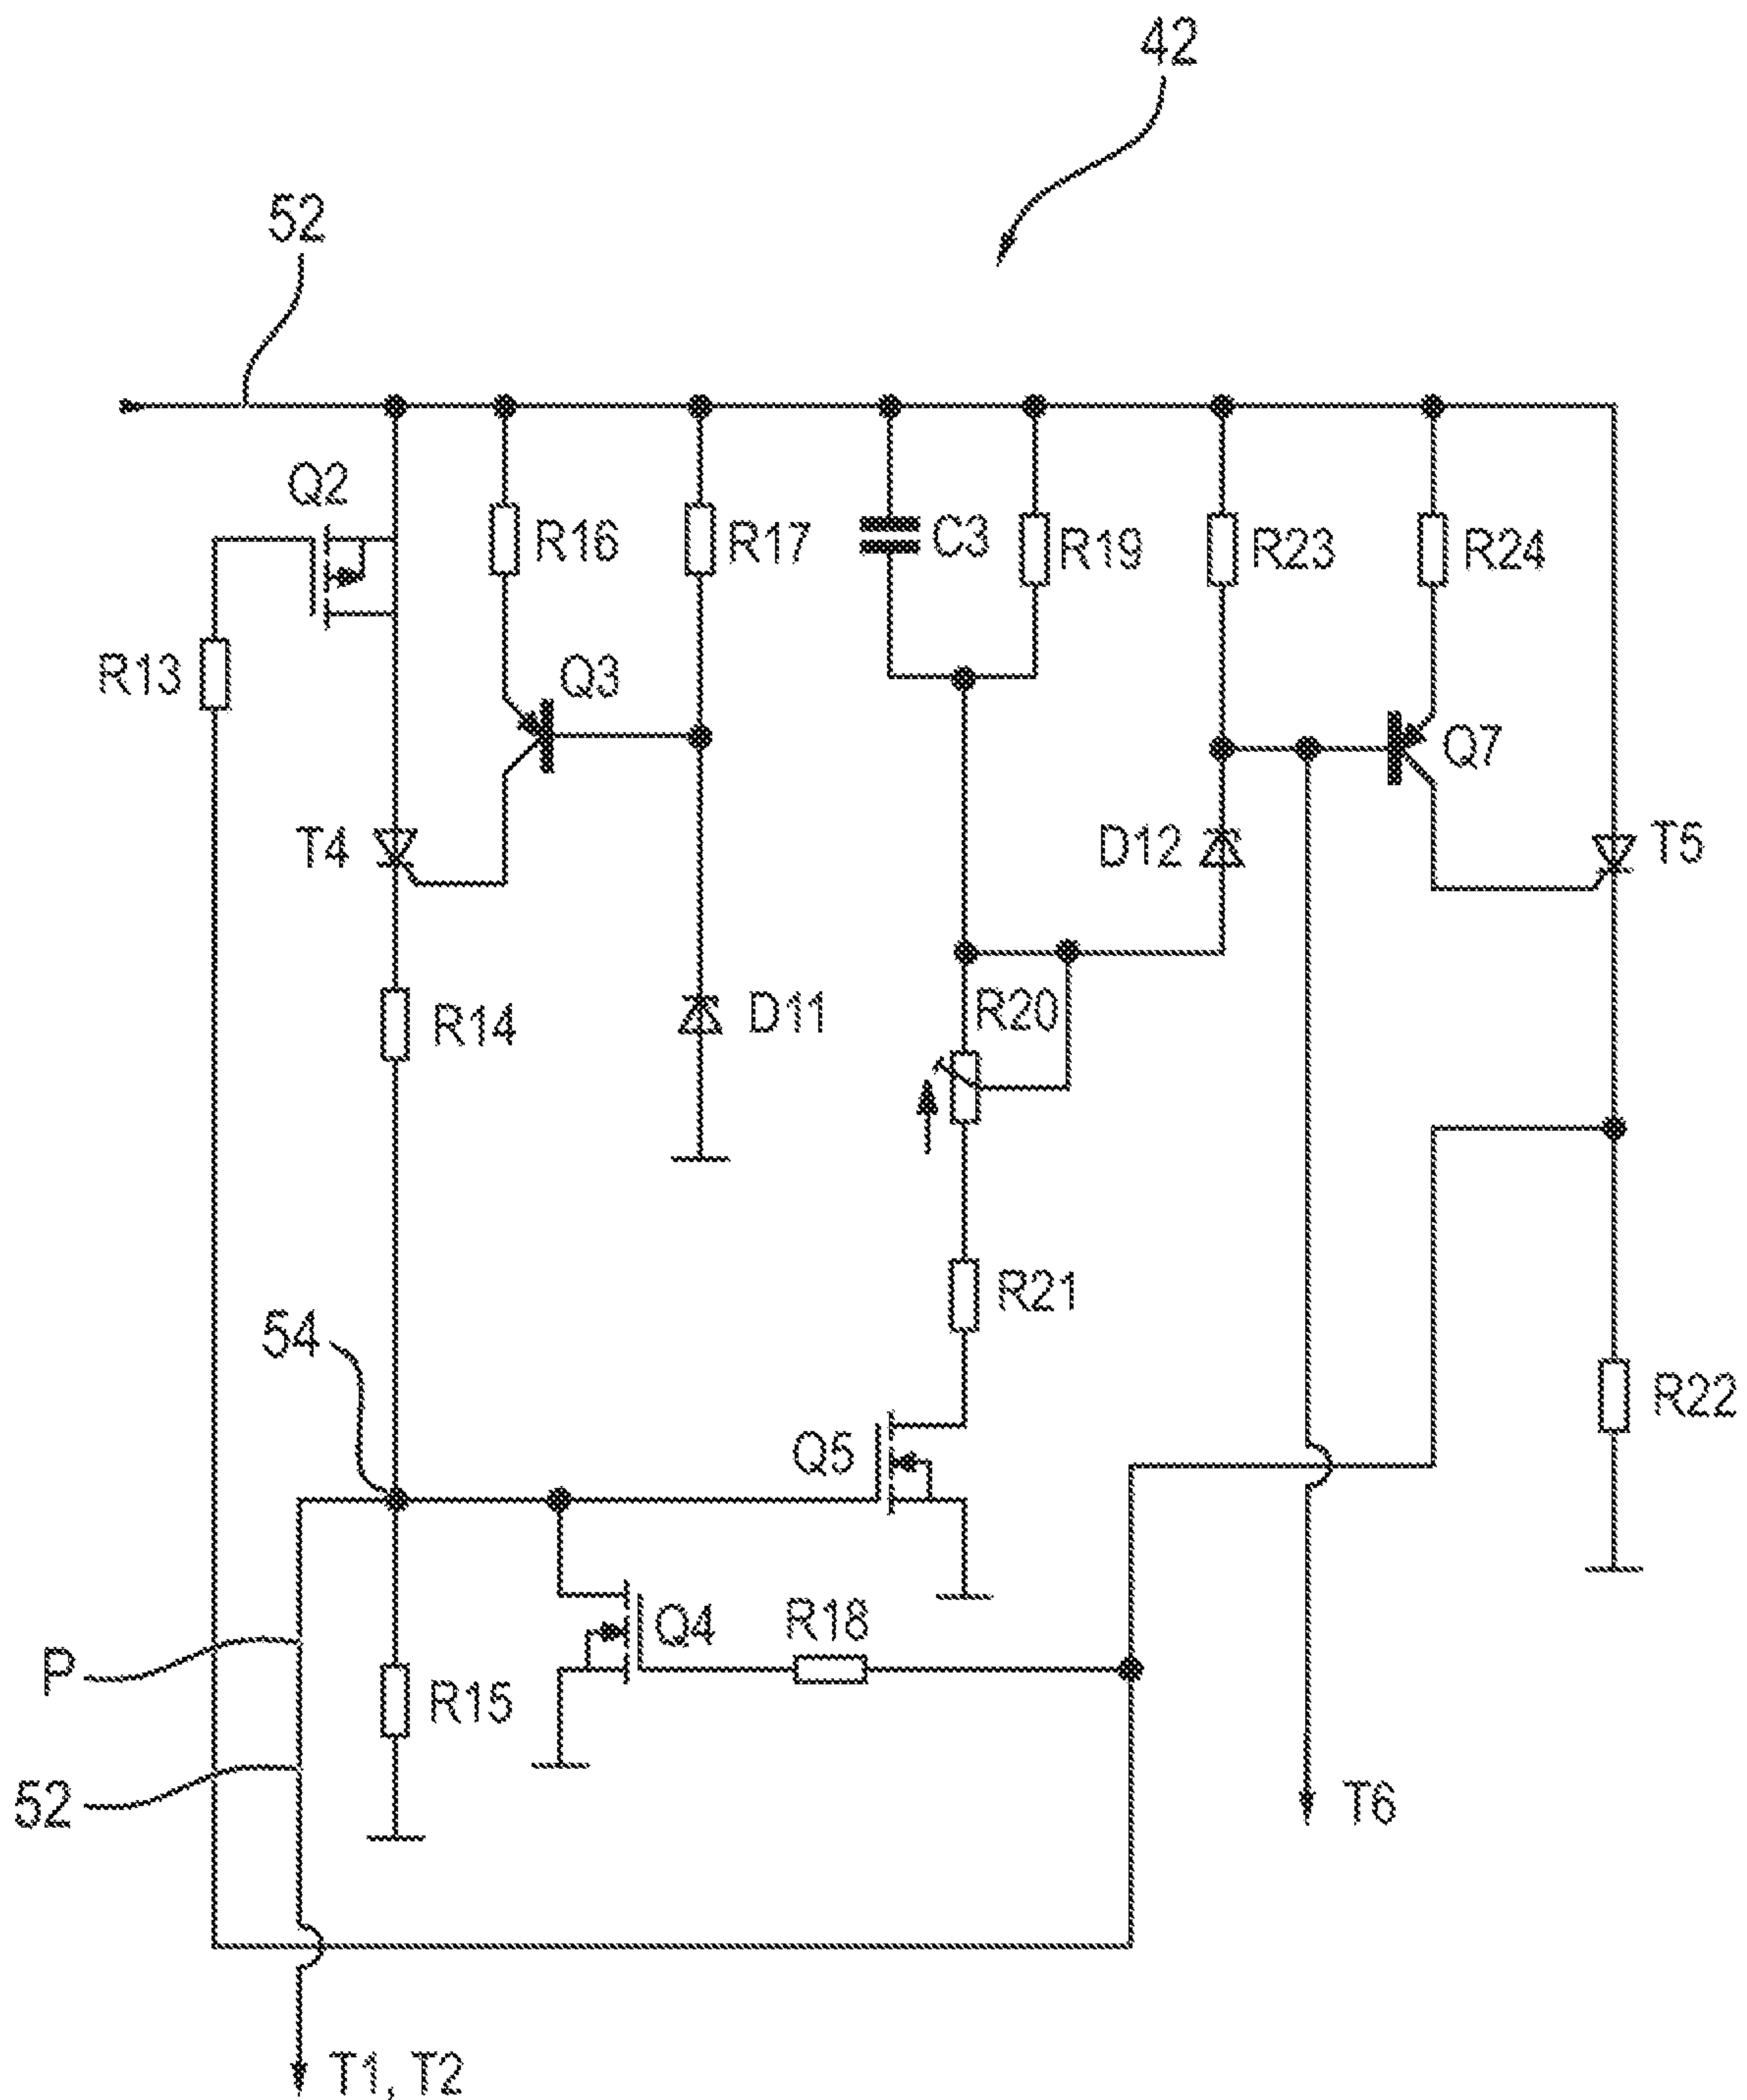 42
52
Q2
R16
R17
C3
R19
R23
R24
R13
Q3
Q7
T4
D12
T5
R14
D11
R20
R21
54
R22
Q5
P
Q4
R18
R15
52
T6
T1, T2